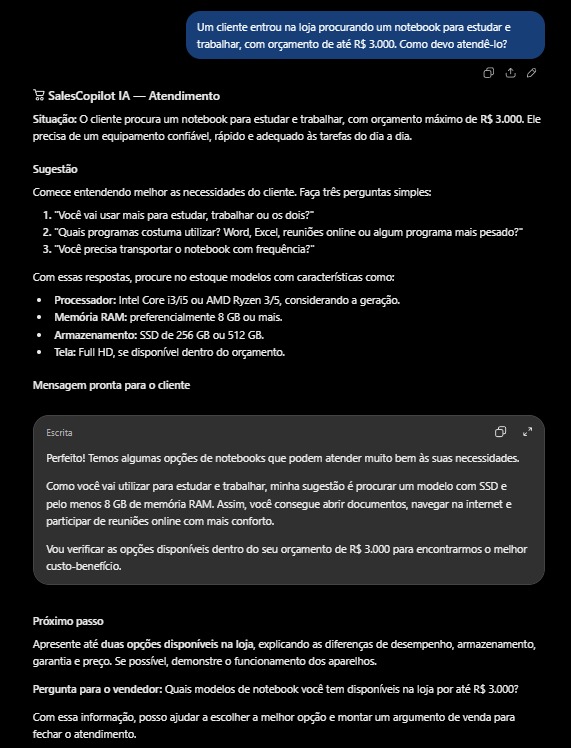 Um cliente entrou na loja procurando um notebook para estudar e
trabalhar, com orçamento de até R$ 3.000. Como devo atendê-lo?
SalesCopilot IA — Atendimento
Situação: O cliente procura um notebook para estudar e trabalhar, com orçamento máximo de R$ 3.000. Ele
precisa de um equipamento confiável, rápido e adequado às tarefas do dia a dia.
Sugestão
Comece entendendo melhor as necessidades do cliente. Faça três perguntas simples:
1. "Você vai usar mais para estudar, trabalhar ou os dois?"
2. "Quais programas costuma utilizar? Word, Excel, reuniões online ou algum programa mais pesado?"
3. "Você precisa transportar o notebook com frequência?"
Com essas respostas, procure no estoque modelos com características como:
• Processador: Intel Core i3/i5 ou AMD Ryzen 3/5, considerando a geração.
• Memória RAM: preferencialmente 8 GB ou mais.
• Armazenamento: SSD de 256 GB ou 512 GB.
• Tela: Full HD, se disponível dentro do orçamento.
Mensagem pronta para o cliente
Escrita
Perfeito! Temos algumas opções de notebooks que podem atender muito bem às suas necessidades.
Como você vai utilizar para estudar e trabalhar, minha sugestão é procurar um modelo com SSD e
pelo menos 8 GB de memória RAM. Assim, você consegue abrir documentos, navegar na internet e
participar de reuniões online com mais conforto.
Vou verificar as opções disponíveis dentro do seu orçamento de R$ 3.000 para encontrarmos o melhor
custo-benefício.
Próximo passo
Apresente até duas opções disponíveis na loja, explicando as diferenças de desempenho, armazenamento,
garantia e preço. Se possível, demonstre o funcionamento dos aparelhos.
Pergunta para o vendedor: Quais modelos de notebook você tem disponíveis na loja por até R$ 3.000?
Com essa informação, posso ajudar a escolher a melhor opção e montar um argumento de venda para
fechar o atendimento.